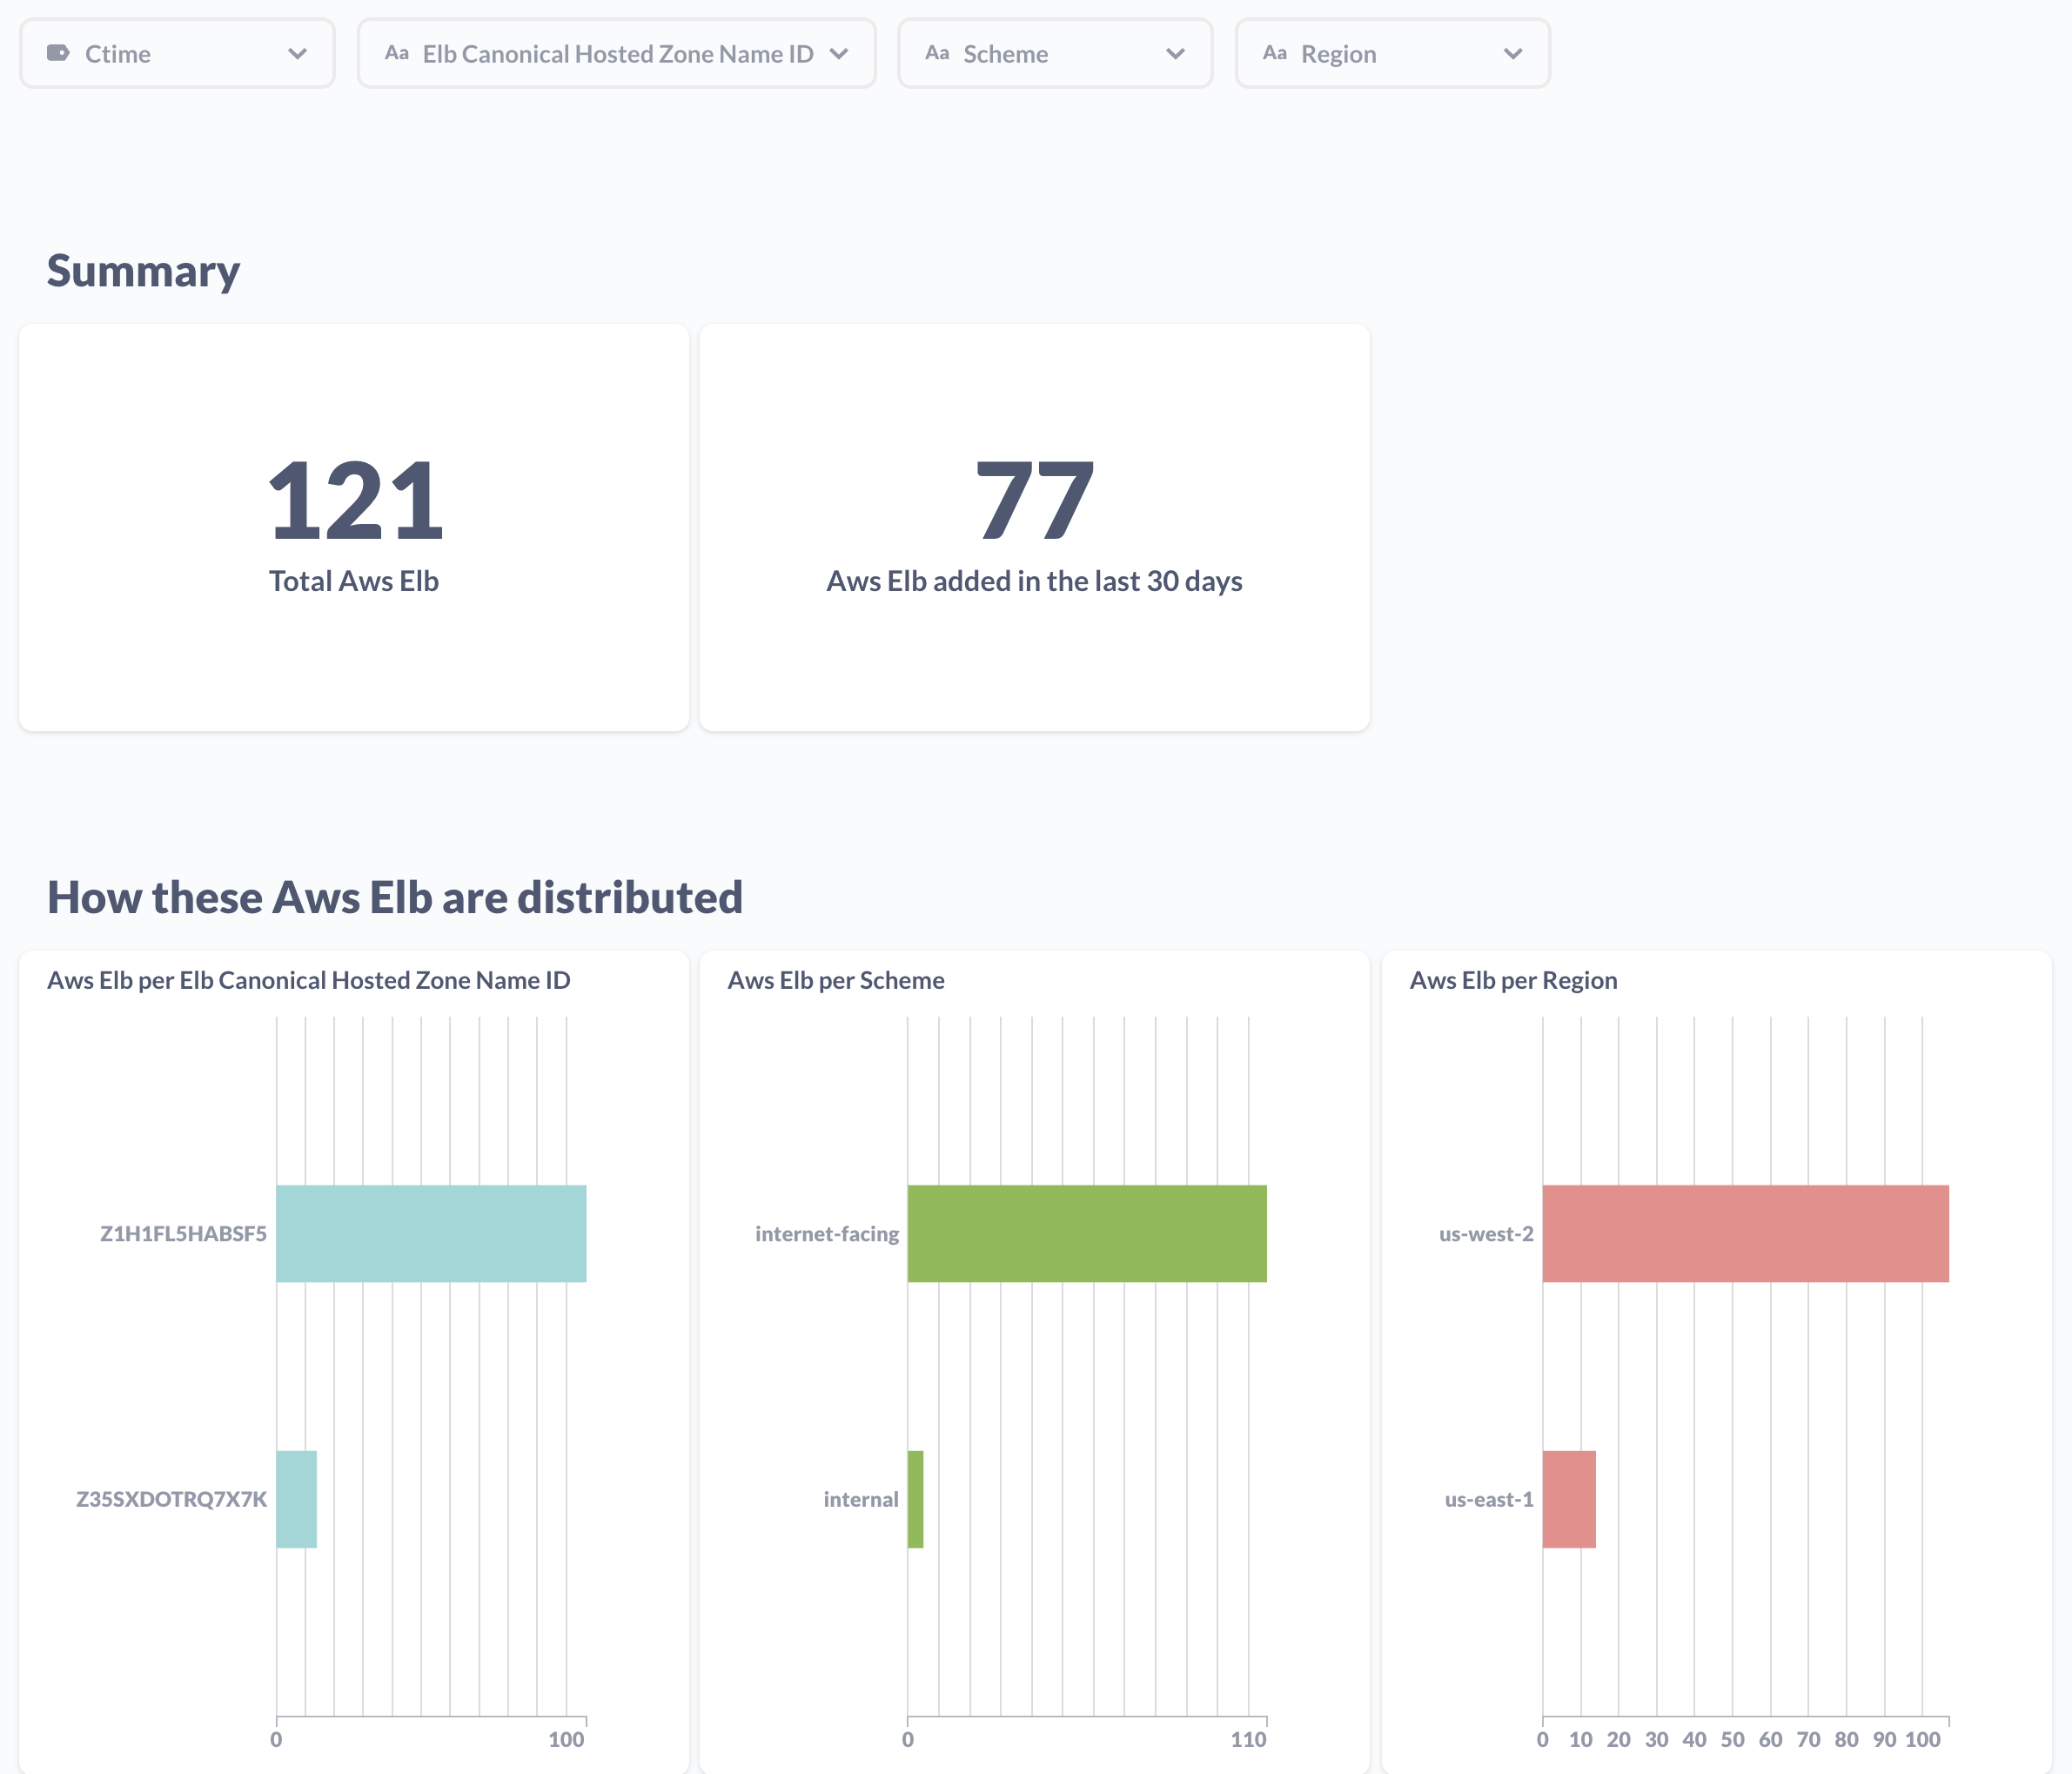 Ctime
Aa Elb Canonical Hosted Zone Name ID
Aa Scheme
Aa Region
Summary
121
Total Aws Elb
77
Aws Elb added in the last 30 days
How these Aws Elb are distributed
Aws Elb per Elb Canonical Hosted Zone Name ID
Z1H1FL5HABSF5
Z35SXDOTRQ7X7K
0 100
Aws Elb per Scheme
internet-facing
internal
0 110
Aws Elb per Region
us-west-2
us-east-1
0 10 20 30 40 50 60 70 80 90 100